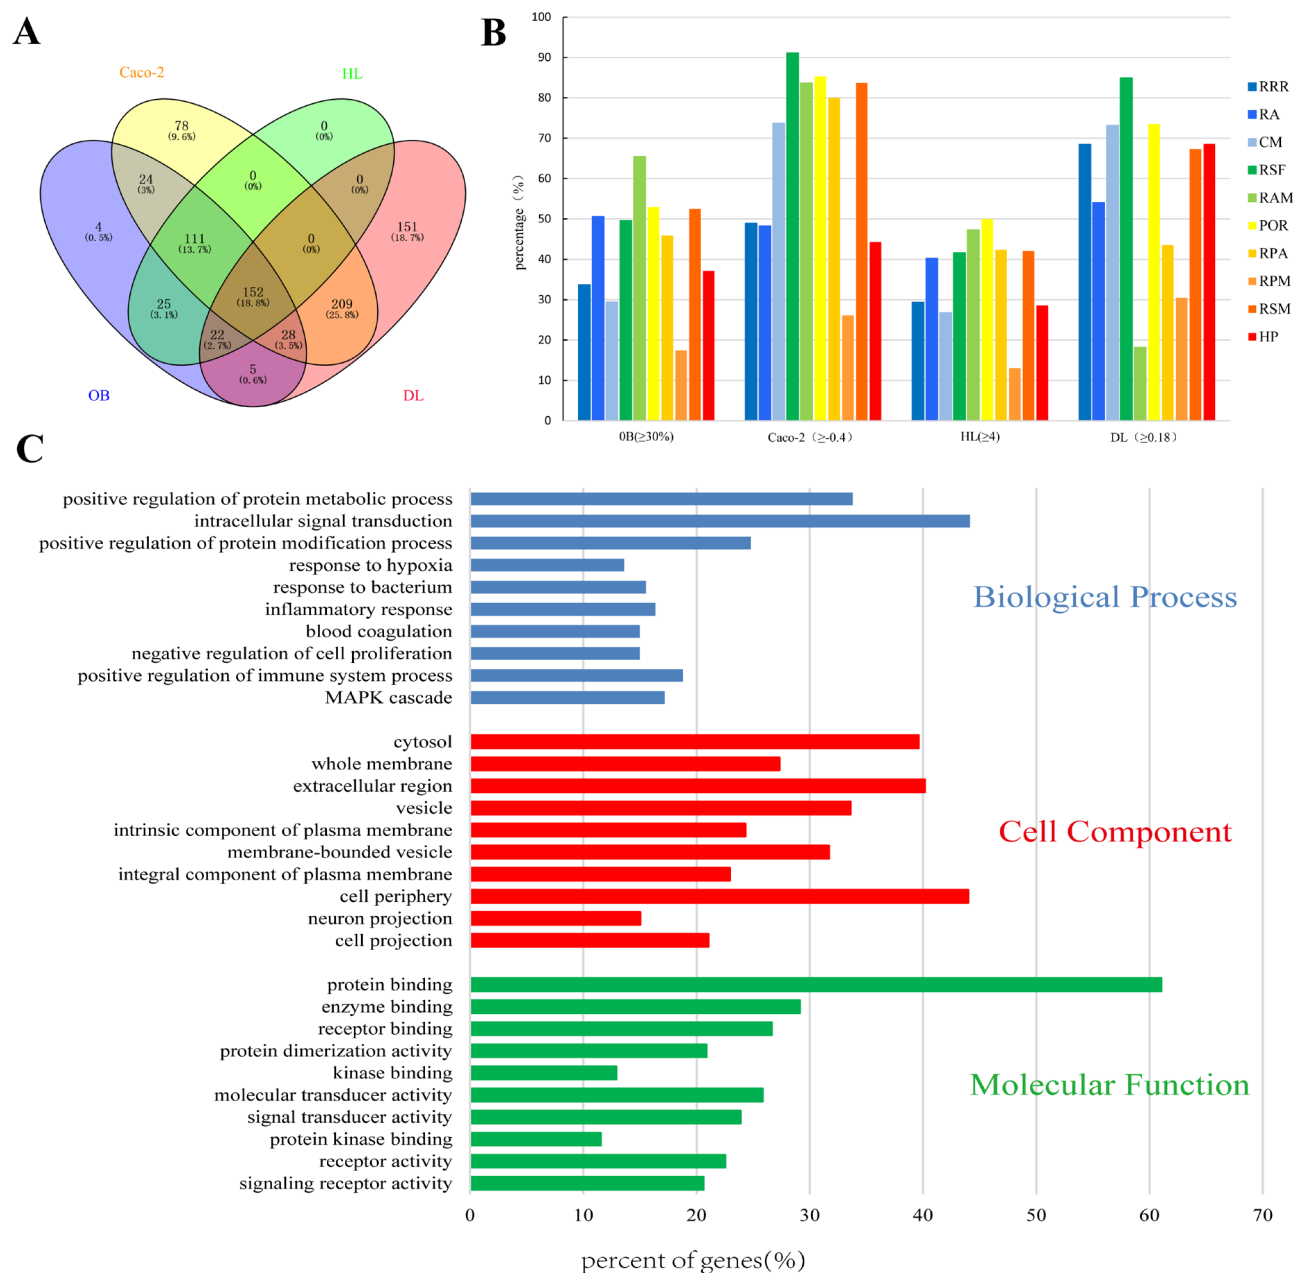 A
Caco-2
HL
78
(9.6%)
0
(0%)
24
(3%)
0
(0%)
0
(0%)
4
(0.5%)
111
(13.7%)
0
(0%)
151
(18.7%)
25
(3.1%)
152
(18.8%)
209
(25.8%)
22
(2.7%)
28
(3.5%)
5
(0.6%)
OB
DL
B
percentage（%）
100
90
80
70
60
50
40
30
20
10
0
0B(≥30%)
Caco-2（≥-0.4）
HL(≥4)
DL（≥0.18）
RRR
RA
CM
RSF
RAM
POR
RPA
RPM
RSM
HP
C
positive regulation of protein metabolic process
intracellular signal transduction
positive regulation of protein modification process
response to hypoxia
response to bacterium
inflammatory response
blood coagulation
negative regulation of cell proliferation
positive regulation of immune system process
MAPK cascade
Biological Process
cytosol
whole membrane
extracellular region
vesicle
intrinsic component of plasma membrane
membrane-bounded vesicle
integral component of plasma membrane
cell periphery
neuron projection
cell projection
Cell Component
protein binding
enzyme binding
receptor binding
protein dimerization activity
kinase binding
molecular transducer activity
signal transducer activity
protein kinase binding
receptor activity
signaling receptor activity
Molecular Function
0 10 20 30 40 50 60 70
percent of genes(%)